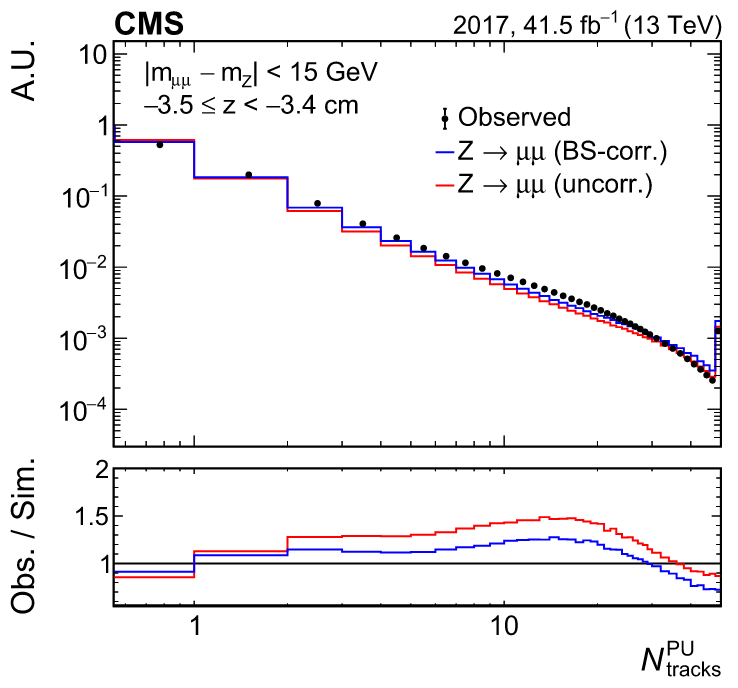 CMS 2017, 41.5 fb⁻¹ (13 TeV)
A.U.
|mμμ − mZ| < 15 GeV
−3.5 ≤ z < −3.4 cm
Observed
Z → μμ (BS-corr.)
Z → μμ (uncorr.)
10
1
10⁻¹
10⁻²
10⁻³
10⁻⁴
Obs. / Sim.
2
1.5
1
1 10
N^PU_tracks